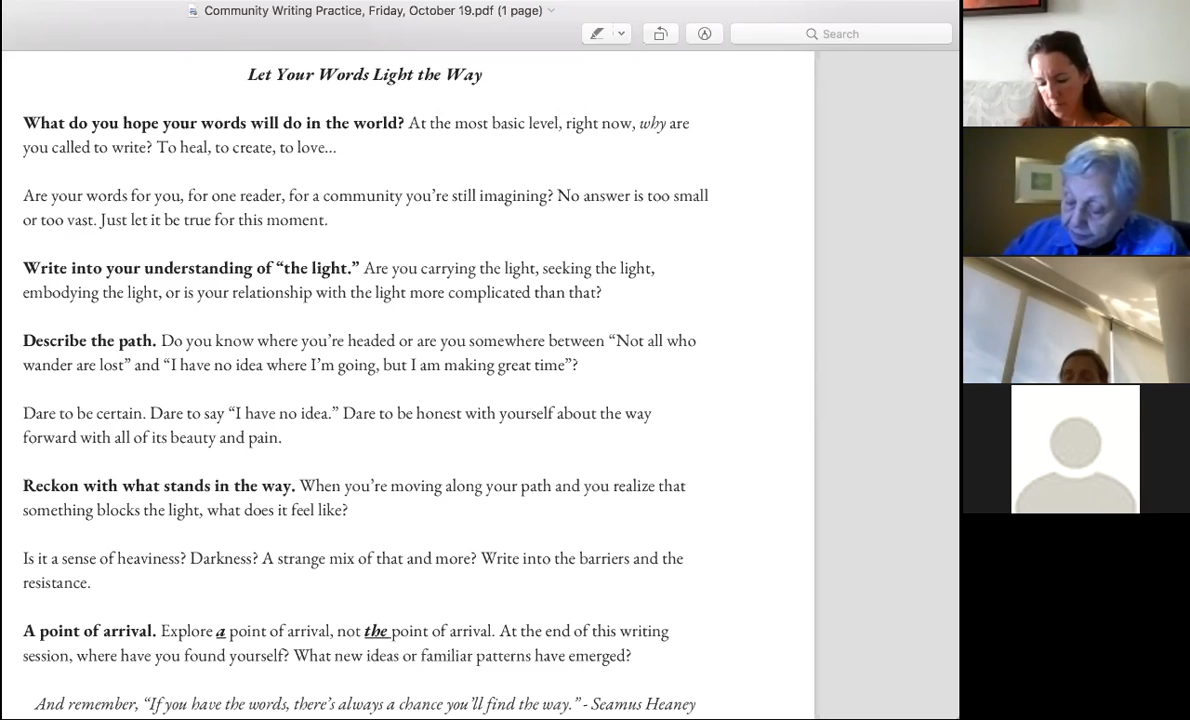 Community Writing Practice, Friday, October 19.pdf (1 page)
Search
Let Your Words Light the Way
What do you hope your words will do in the world? At the most basic level, right now, why are
you called to write? To heal, to create, to love...
Are your words for you, for one reader, for a community you're still imagining? No answer is too small
or too vast. Just let it be true for this moment.
Write into your understanding of “the light.” Are you carrying the light, seeking the light,
embodying the light, or is your relationship with the light more complicated than that?
Describe the path. Do you know where you're headed or are you somewhere between “Not all who
wander are lost” and “I have no idea where I'm going, but I am making great time”?
Dare to be certain. Dare to say “I have no idea.” Dare to be honest with yourself about the way
forward with all of its beauty and pain.
Reckon with what stands in the way. When you're moving along your path and you realize that
something blocks the light, what does it feel like?
Is it a sense of heaviness? Darkness? A strange mix of that and more? Write into the barriers and the
resistance.
A point of arrival. Explore a point of arrival, not the point of arrival. At the end of this writing
session, where have you found yourself? What new ideas or familiar patterns have emerged?
And remember, “If you have the words, there's always a chance you'll find the way.” - Seamus Heaney